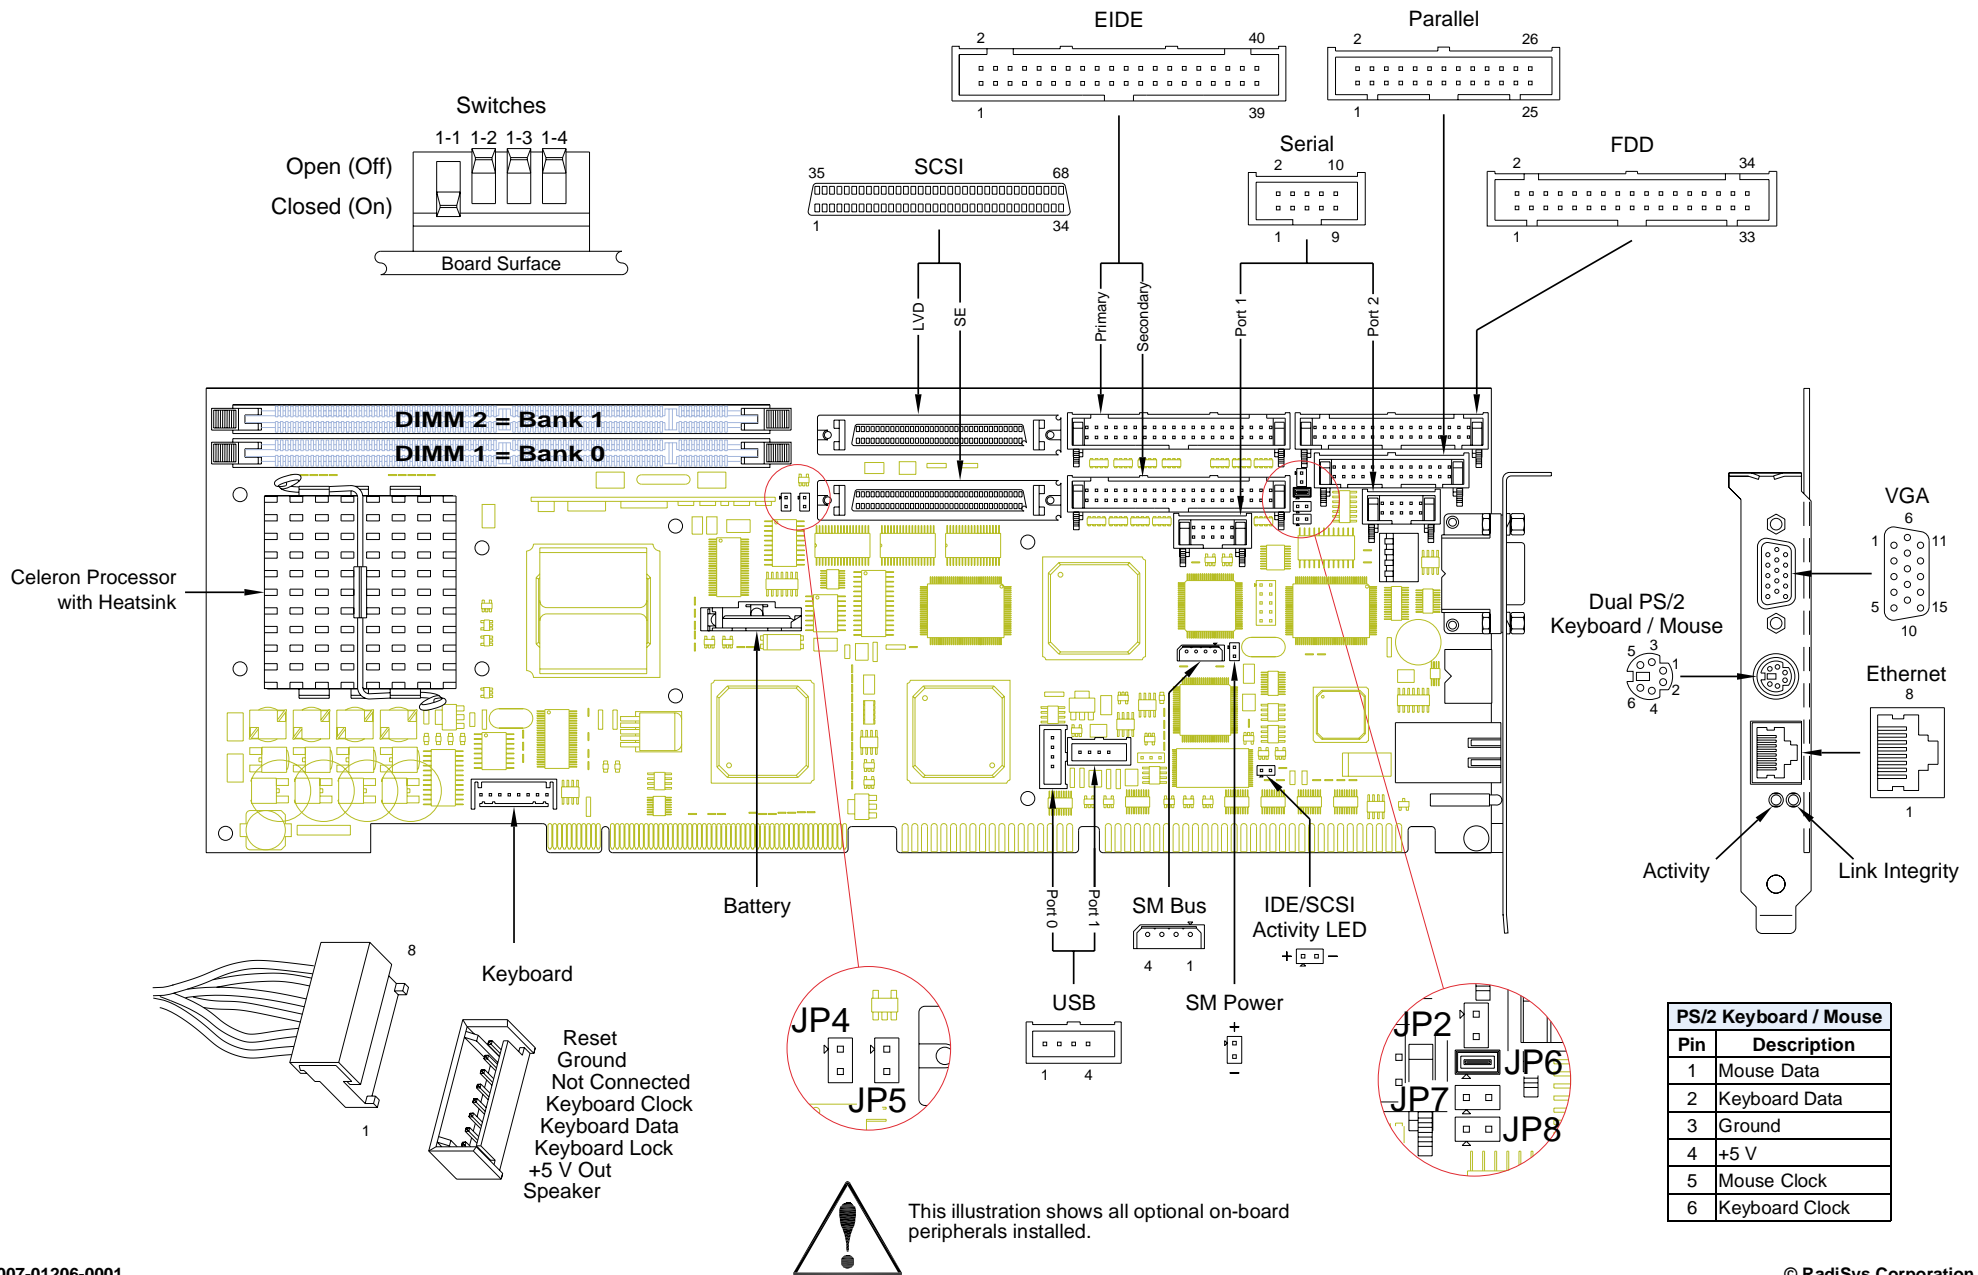 EIDE
2 40
1 39
Parallel
2 26
1 25
Switches
1-1 1-2 1-3 1-4
Open (Off)
Closed (On)
Board Surface
SCSI
35 68
1 34
Serial
2 10
1 9
FDD
2 34
1 33
LVD
SE
Primary
Secondary
Port 1
Port 2
DIMM 2 = Bank 1
DIMM 1 = Bank 0
Celeron Processor
with Heatsink
VGA
6
1 11
5 15
10
Dual PS/2
Keyboard / Mouse
5 3 1
6 4 2
Ethernet
8
1
Activity
Link Integrity
Battery
Port 0
Port 1
USB
1 4
SM Bus
4 1
IDE/SCSI
Activity LED
+ -
SM Power
+
-
Keyboard
8
1
Reset
Ground
Not Connected
Keyboard Clock
Keyboard Data
Keyboard Lock
+5 V Out
Speaker
JP4
JP5
JP2
JP6
JP7
JP8
PS/2 Keyboard / Mouse
Pin Description
1 Mouse Data
2 Keyboard Data
3 Ground
4 +5 V
5 Mouse Clock
6 Keyboard Clock
!
This illustration shows all optional on-board
peripherals installed.
007-01206-0001
© RadiSys Corporation